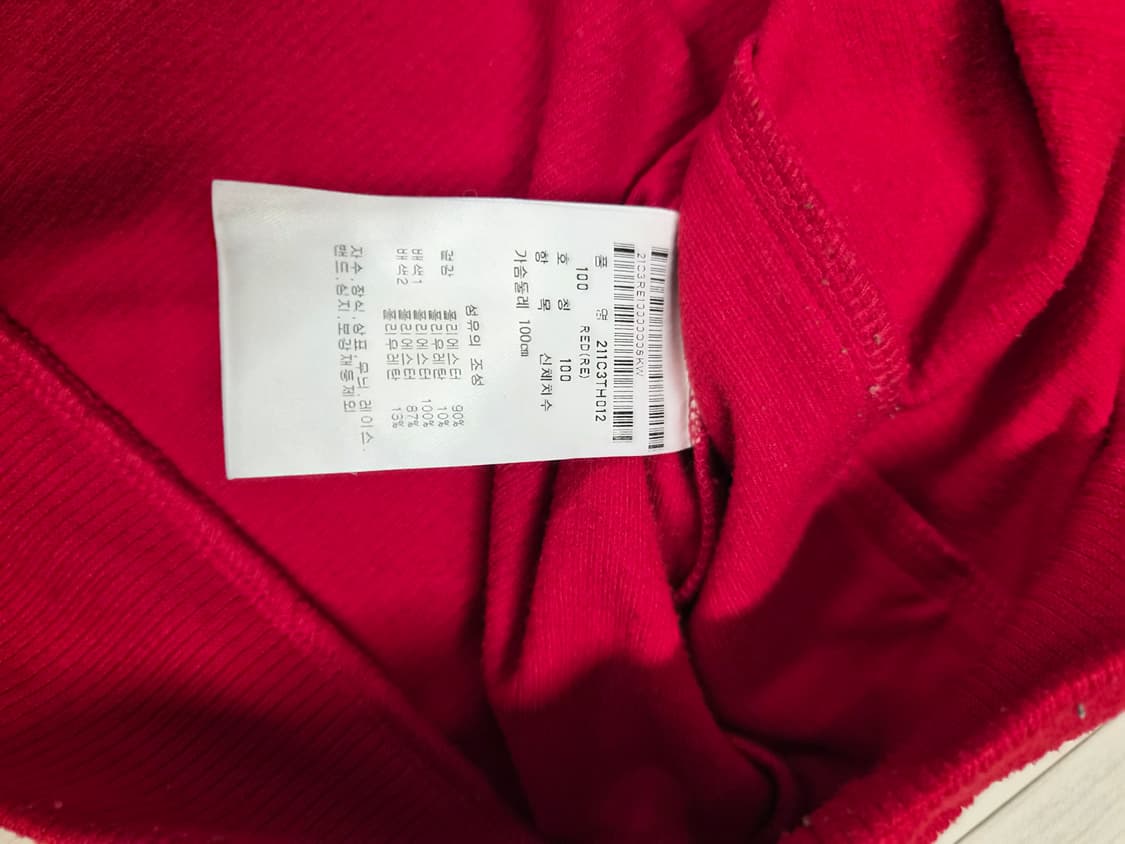 품 명 211C3TH012
100 RED(RE)
호 칭 100
항 목 신체치수
가슴둘레 100㎝
섬유의 조성
겉감 폴리에스터 90%
폴리우레탄 10%
배색1 폴리에스터 100%
배색2 폴리에스터 87%
폴리우레탄 13%
자수.장식.상표.무늬.레이스.
밴드.심지.보강재등제외